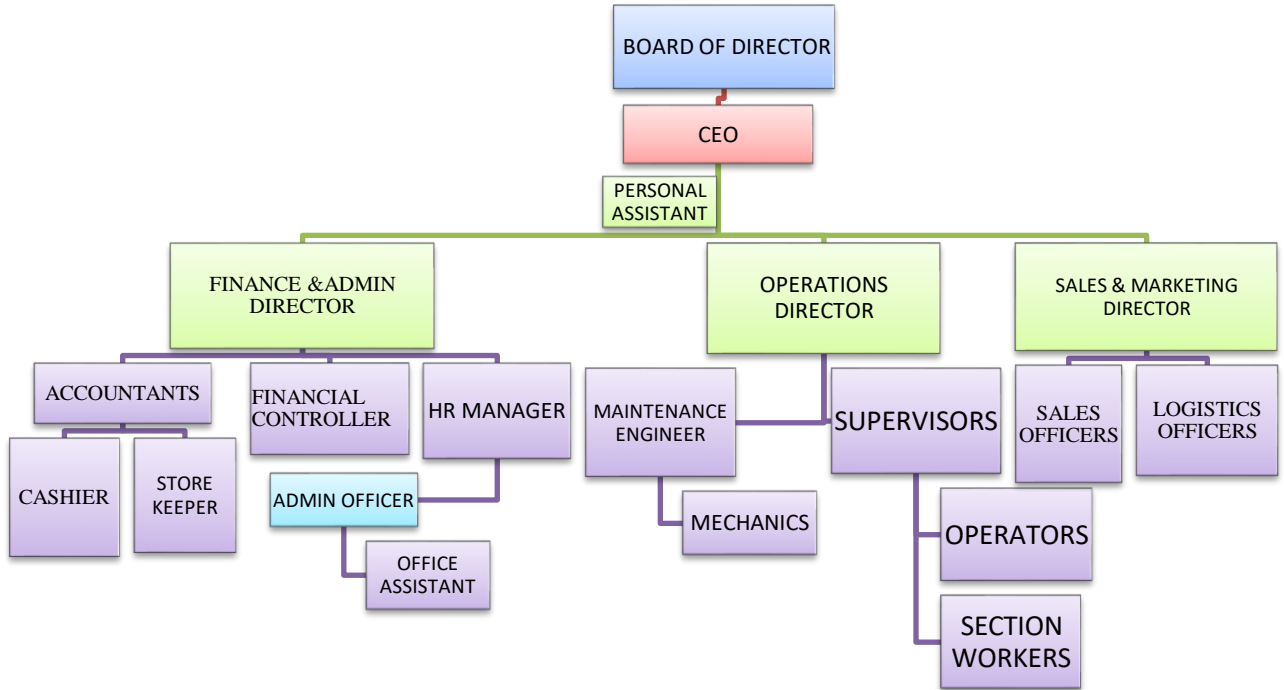 BOARD OF DIRECTOR
CEO
PERSONAL
ASSISTANT
FINANCE &ADMIN
DIRECTOR
OPERATIONS
DIRECTOR
SALES & MARKETING
DIRECTOR
ACCOUNTANTS
FINANCIAL
CONTROLLER
HR MANAGER
MAINTENANCE
ENGINEER
SUPERVISORS
SALES
OFFICERS
LOGISTICS
OFFICERS
CASHIER
STORE
KEEPER
ADMIN OFFICER
MECHANICS
OPERATORS
OFFICE
ASSISTANT
SECTION
WORKERS